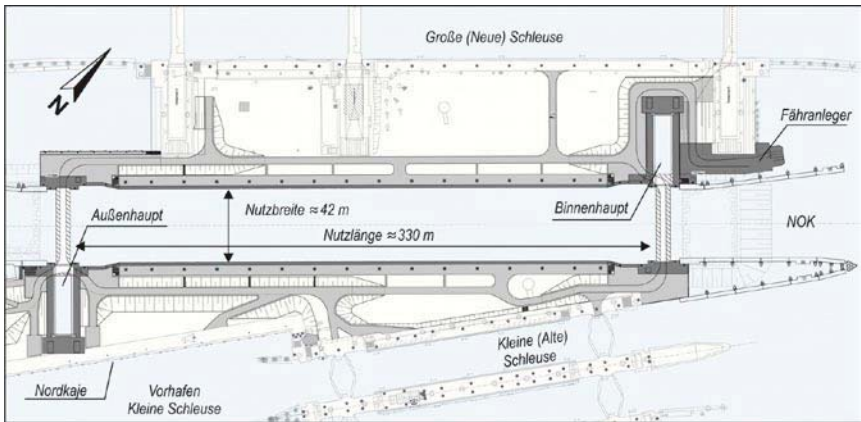 Große (Neue) Schleuse
N
Fähranleger
Außenhaupt
Nutzbreite ≈ 42 m
Binnenhaupt
Nutzlänge ≈ 330 m
NOK
Kleine (Alte)
Schleuse
Nordkaje
Vorhafen
Kleine Schleuse